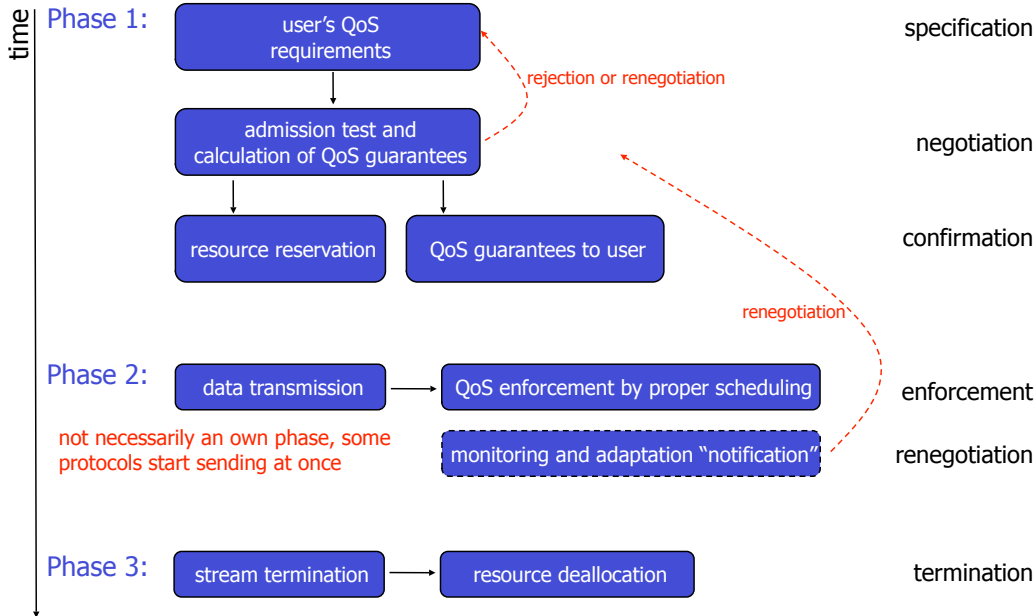 time
Phase 1:
user's QoS
requirements
specification
rejection or renegotiation
admission test and
calculation of QoS guarantees
negotiation
resource reservation
QoS guarantees to user
confirmation
renegotiation
Phase 2:
data transmission
QoS enforcement by proper scheduling
enforcement
not necessarily an own phase, some
protocols start sending at once
monitoring and adaptation “notification”
renegotiation
Phase 3:
stream termination
resource deallocation
termination